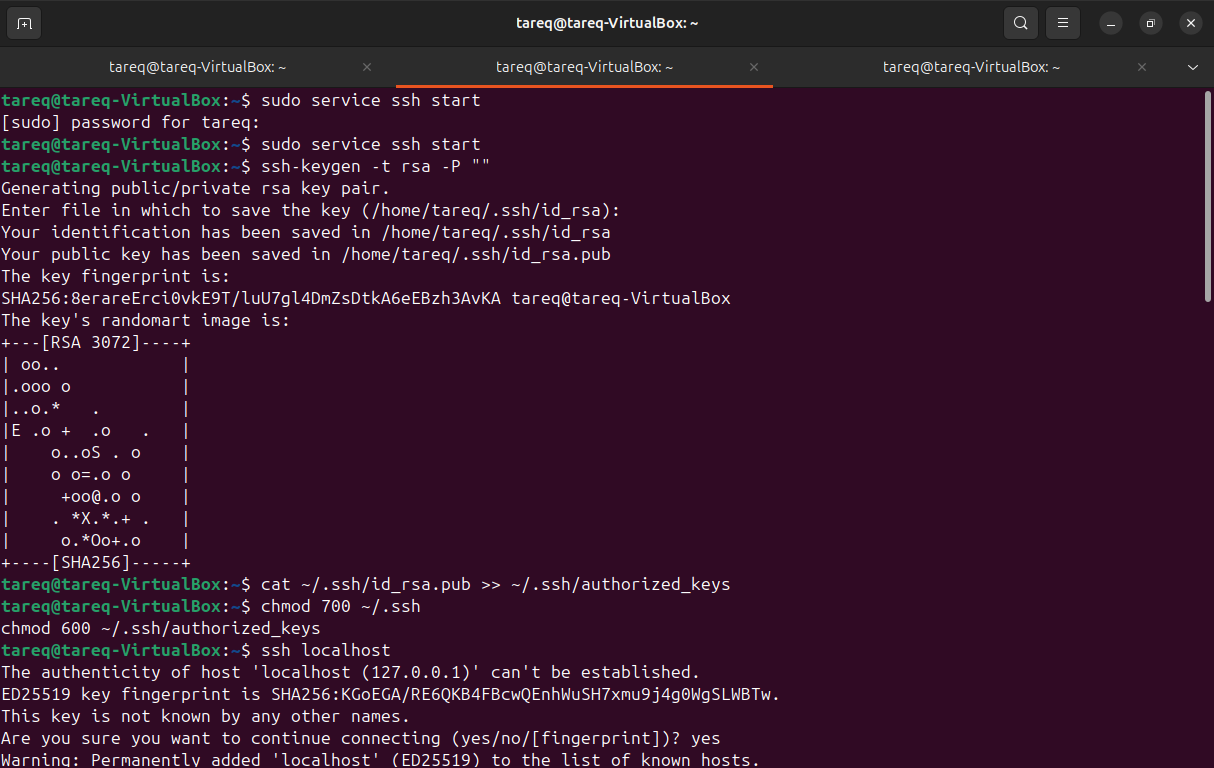 tareq@tareq-VirtualBox: ~
tareq@tareq-VirtualBox: ~ × tareq@tareq-VirtualBox: ~ × tareq@tareq-VirtualBox: ~ ×
tareq@tareq-VirtualBox:~$ sudo service ssh start
[sudo] password for tareq:
tareq@tareq-VirtualBox:~$ sudo service ssh start
tareq@tareq-VirtualBox:~$ ssh-keygen -t rsa -P ""
Generating public/private rsa key pair.
Enter file in which to save the key (/home/tareq/.ssh/id_rsa):
Your identification has been saved in /home/tareq/.ssh/id_rsa
Your public key has been saved in /home/tareq/.ssh/id_rsa.pub
The key fingerprint is:
SHA256:8erareErci0vkE9T/luU7gl4DmZsDtkA6eEBzh3AvKA tareq@tareq-VirtualBox
The key's randomart image is:
+---[RSA 3072]----+
| oo..            |
|.ooo o           |
|..o.*   .        |
|E .o +  .o   .   |
|    o..oS . o    |
|    o o=.o o     |
|     +oo@.o o    |
|    . *X.*.+ .   |
|     o.*Oo+.o    |
+----[SHA256]-----+
tareq@tareq-VirtualBox:~$ cat ~/.ssh/id_rsa.pub >> ~/.ssh/authorized_keys
tareq@tareq-VirtualBox:~$ chmod 700 ~/.ssh
chmod 600 ~/.ssh/authorized_keys
tareq@tareq-VirtualBox:~$ ssh localhost
The authenticity of host 'localhost (127.0.0.1)' can't be established.
ED25519 key fingerprint is SHA256:KGoEGA/RE6QKB4FBcwQEnhWuSH7xmu9j4g0WgSLWBTw.
This key is not known by any other names.
Are you sure you want to continue connecting (yes/no/[fingerprint])? yes
Warning: Permanently added 'localhost' (ED25519) to the list of known hosts.